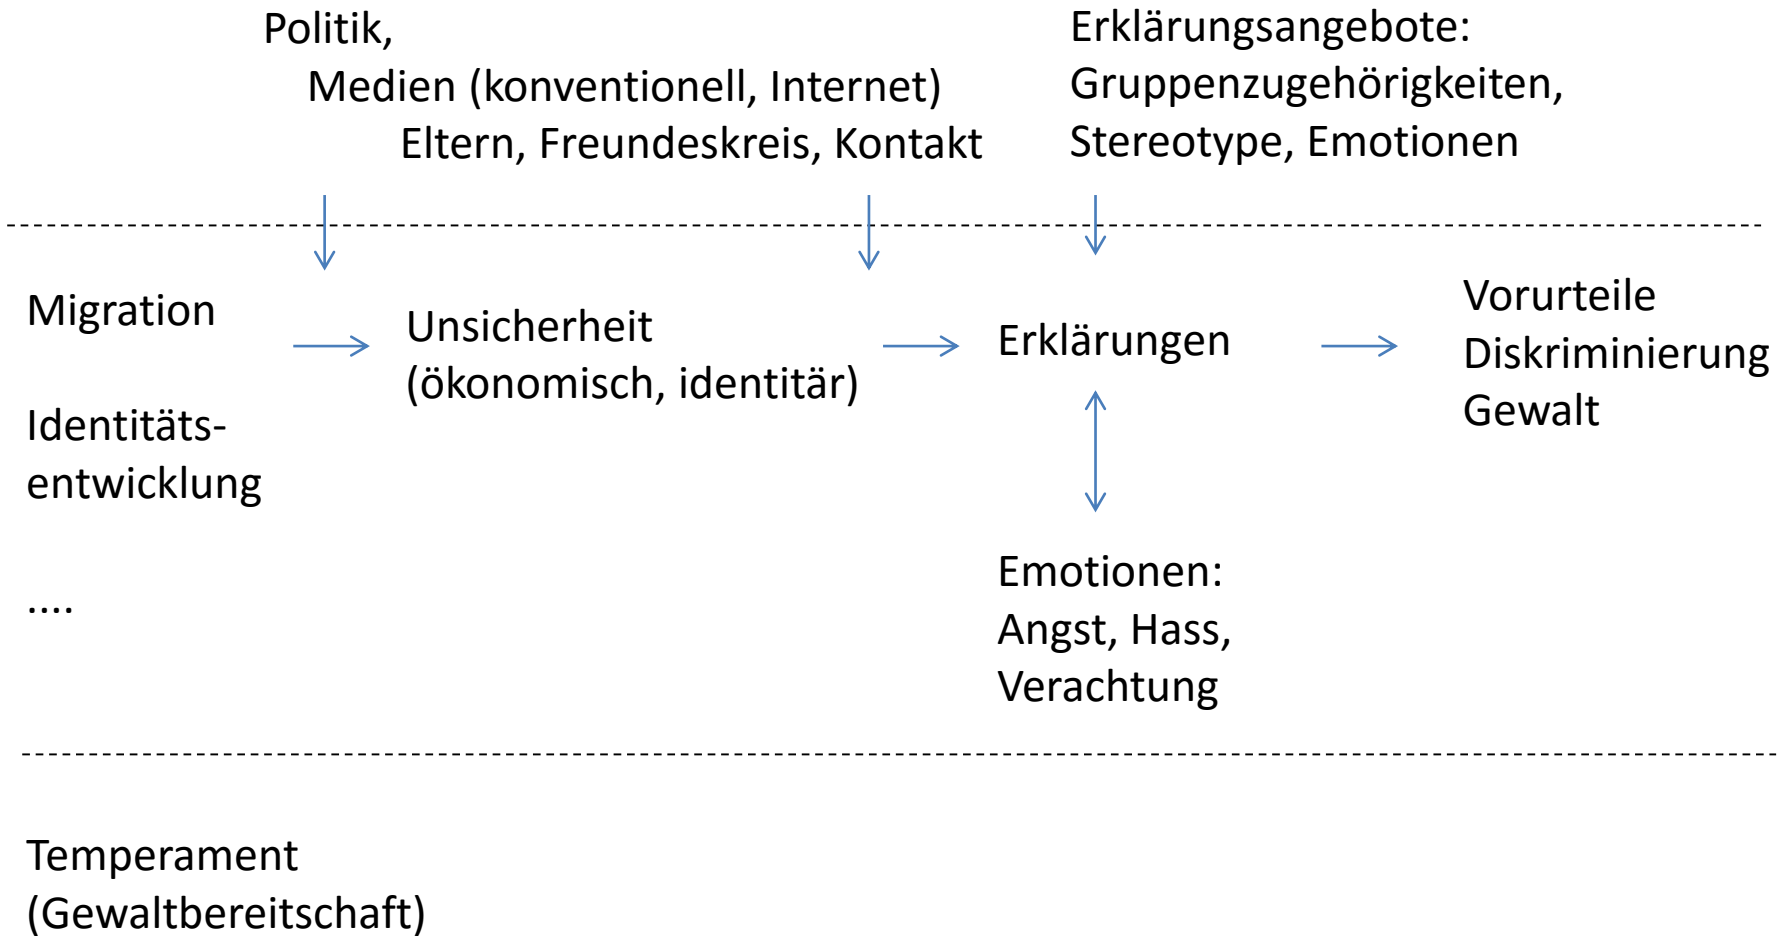 Politik,
Medien (konventionell, Internet)
Eltern, Freundeskreis, Kontakt
Erklärungsangebote:
Gruppenzugehörigkeiten,
Stereotype, Emotionen
Migration
Identitäts-
entwicklung
....
Unsicherheit
(ökonomisch, identitär)
Erklärungen
Emotionen:
Angst, Hass,
Verachtung
Vorurteile
Diskriminierung
Gewalt
Temperament
(Gewaltbereitschaft)